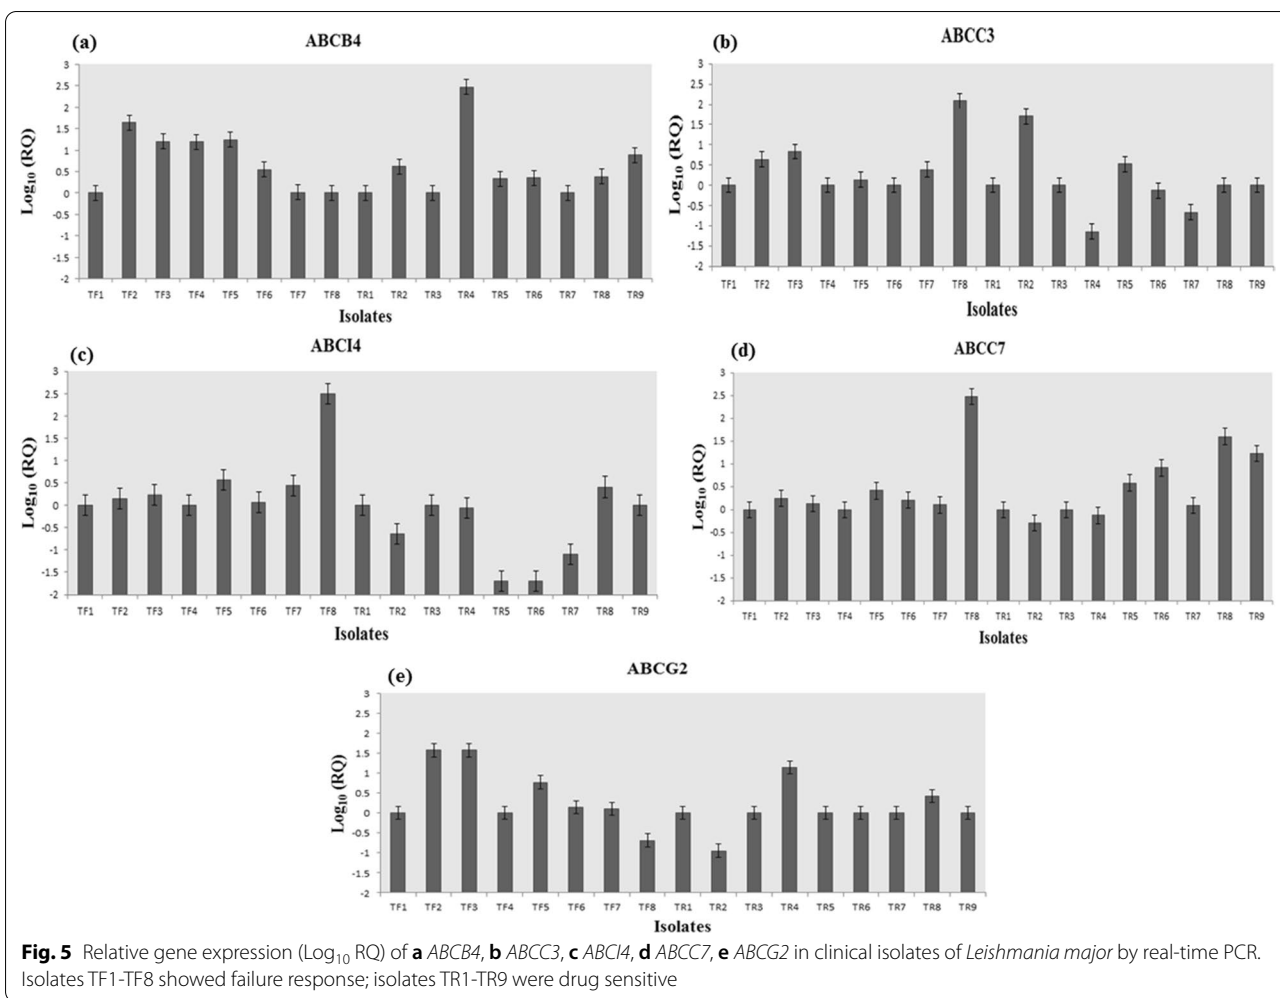 (a)
ABCB4
Log10 (RQ)
3
2.5
2
1.5
1
0.5
0
-0.5
-1
-1.5
-2
TF1 TF2 TF3 TF4 TF5 TF6 TF7 TF8 TR1 TR2 TR3 TR4 TR5 TR6 TR7 TR8 TR9
Isolates
(b)
ABCC3
Log10 (RQ)
3
2.5
2
1.5
1
0.5
0
-0.5
-1
-1.5
-2
TF1 TF2 TF3 TF4 TF5 TF6 TF7 TF8 TR1 TR2 TR3 TR4 TR5 TR6 TR7 TR8 TR9
Isolates
(c)
ABCI4
Log10 (RQ)
3
2.5
2
1.5
1
0.5
0
-0.5
-1
-1.5
-2
TF1 TF2 TF3 TF4 TF5 TF6 TF7 TF8 TR1 TR2 TR3 TR4 TR5 TR6 TR7 TR8 TR9
Isolates
(d)
ABCC7
Log10 (RQ)
3
2.5
2
1.5
1
0.5
0
-0.5
-1
-1.5
-2
TF1 TF2 TF3 TF4 TF5 TF6 TF7 TF8 TR1 TR2 TR3 TR4 TR5 TR6 TR7 TR8 TR9
Isolates
(e)
ABCG2
Log10 (RQ)
3
2.5
2
1.5
1
0.5
0
-0.5
-1
-1.5
-2
TF1 TF2 TF3 TF4 TF5 TF6 TF7 TF8 TR1 TR2 TR3 TR4 TR5 TR6 TR7 TR8 TR9
Isolates
Fig. 5 Relative gene expression (Log10 RQ) of a ABCB4, b ABCC3, c ABCI4, d ABCC7, e ABCG2 in clinical isolates of Leishmania major by real-time PCR.
Isolates TF1-TF8 showed failure response; isolates TR1-TR9 were drug sensitive